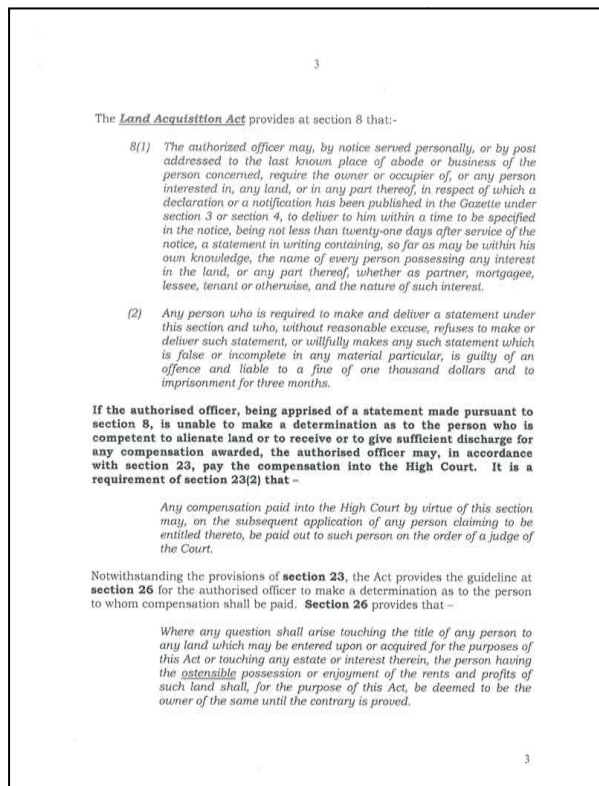 3
The Land Acquisition Act provides at section 8 that:-
8(1) The authorized officer may, by notice served personally, or by post
addressed to the last known place of abode or business of the
person concerned, require the owner or occupier of, or any person
interested in, any land, or in any part thereof, in respect of which a
declaration or a notification has been published in the Gazette under
section 3 or section 4, to deliver to him within a time to be specified
in the notice, being not less than twenty-one days after service of the
notice, a statement in writing containing, so far as may be within his
own knowledge, the name of every person possessing any interest
in the land, or any part thereof, whether as partner, mortgagee,
lessee, tenant or otherwise, and the nature of such interest.
(2) Any person who is required to make and deliver a statement under
this section and who, without reasonable excuse, refuses to make or
deliver such statement, or willfully makes any such statement which
is false or incomplete in any material particular, is guilty of an
offence and liable to a fine of one thousand dollars and to
imprisonment for three months.
If the authorised officer, being apprised of a statement made pursuant to
section 8, is unable to make a determination as to the person who is
competent to alienate land or to receive or to give sufficient discharge for
any compensation awarded, the authorised officer may, in accordance
with section 23, pay the compensation into the High Court. It is a
requirement of section 23(2) that –
Any compensation paid into the High Court by virtue of this section
may, on the subsequent application of any person claiming to be
entitled thereto, be paid out to such person on the order of a judge of
the Court.
Notwithstanding the provisions of section 23, the Act provides the guideline at
section 26 for the authorised officer to make a determination as to the person
to whom compensation shall be paid. Section 26 provides that –
Where any question shall arise touching the title of any person to
any land which may be entered upon or acquired for the purposes of
this Act or touching any estate or interest therein, the person having
the ostensible possession or enjoyment of the rents and profits of
such land shall, for the purpose of this Act, be deemed to be the
owner of the same until the contrary is proved.
3